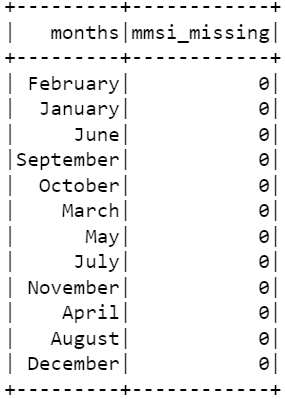 +---------+------------+
|   months|mmsi_missing|
+---------+------------+
| February|           0|
|  January|           0|
|     June|           0|
|September|           0|
|  October|           0|
|    March|           0|
|      May|           0|
|     July|           0|
| November|           0|
|    April|           0|
|   August|           0|
| December|           0|
+---------+------------+